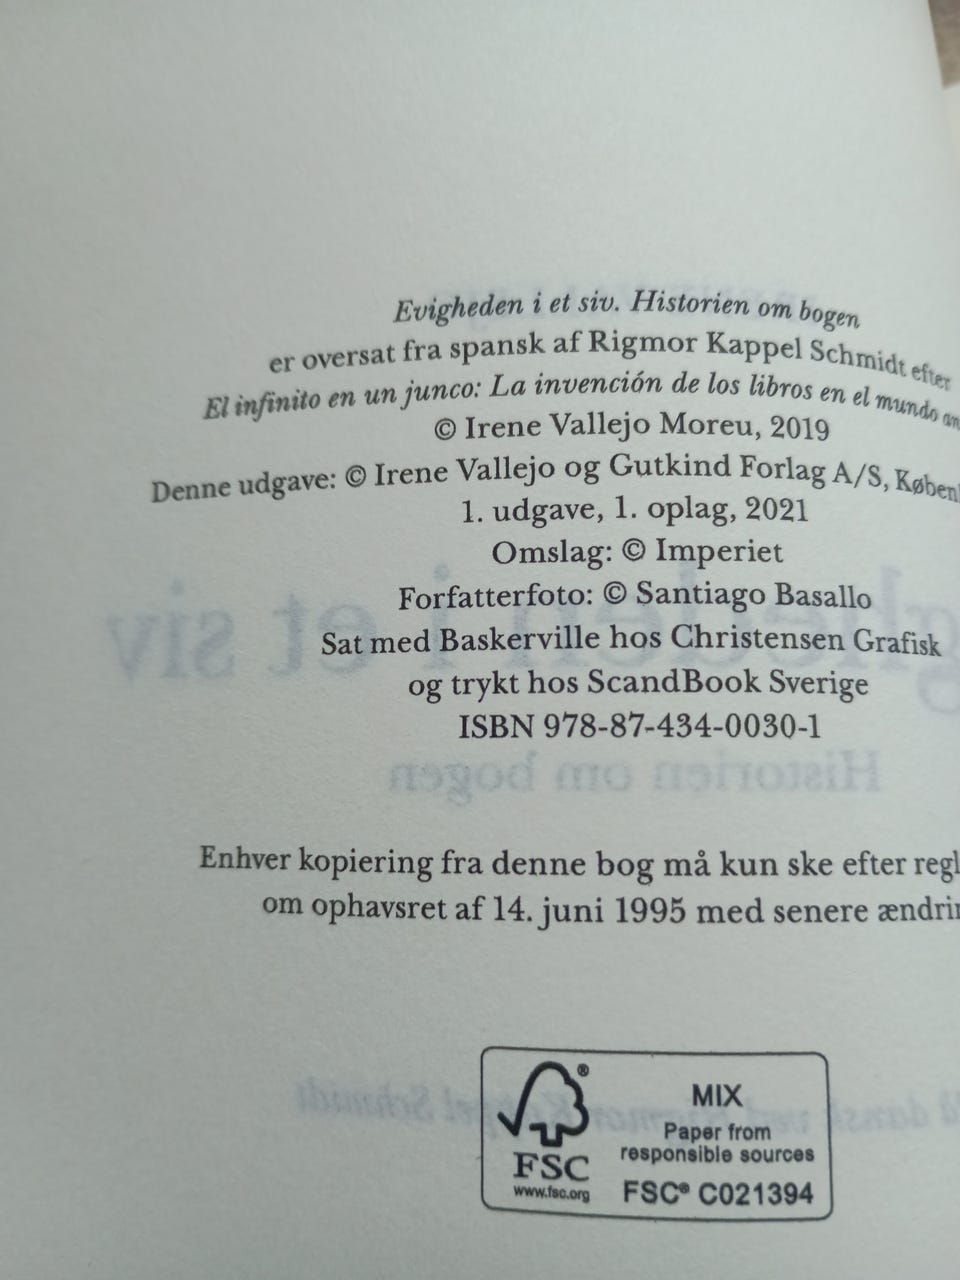 Evigheden i et siv. Historien om bogen
er oversat fra spansk af Rigmor Kappel Schmidt efter
El infinito en un junco: La invención de los libros en el mundo an
© Irene Vallejo Moreu, 2019
Denne udgave: © Irene Vallejo og Gutkind Forlag A/S, Københ
1. udgave, 1. oplag, 2021
Omslag: © Imperiet
Forfatterfoto: © Santiago Basallo
Sat med Baskerville hos Christensen Grafisk
og trykt hos ScandBook Sverige
ISBN 978-87-434-0030-1
Enhver kopiering fra denne bog må kun ske efter regl
om ophavsret af 14. juni 1995 med senere ændrin
®
FSC
www.fsc.org
MIX
Paper from
responsible sources
FSC® C021394